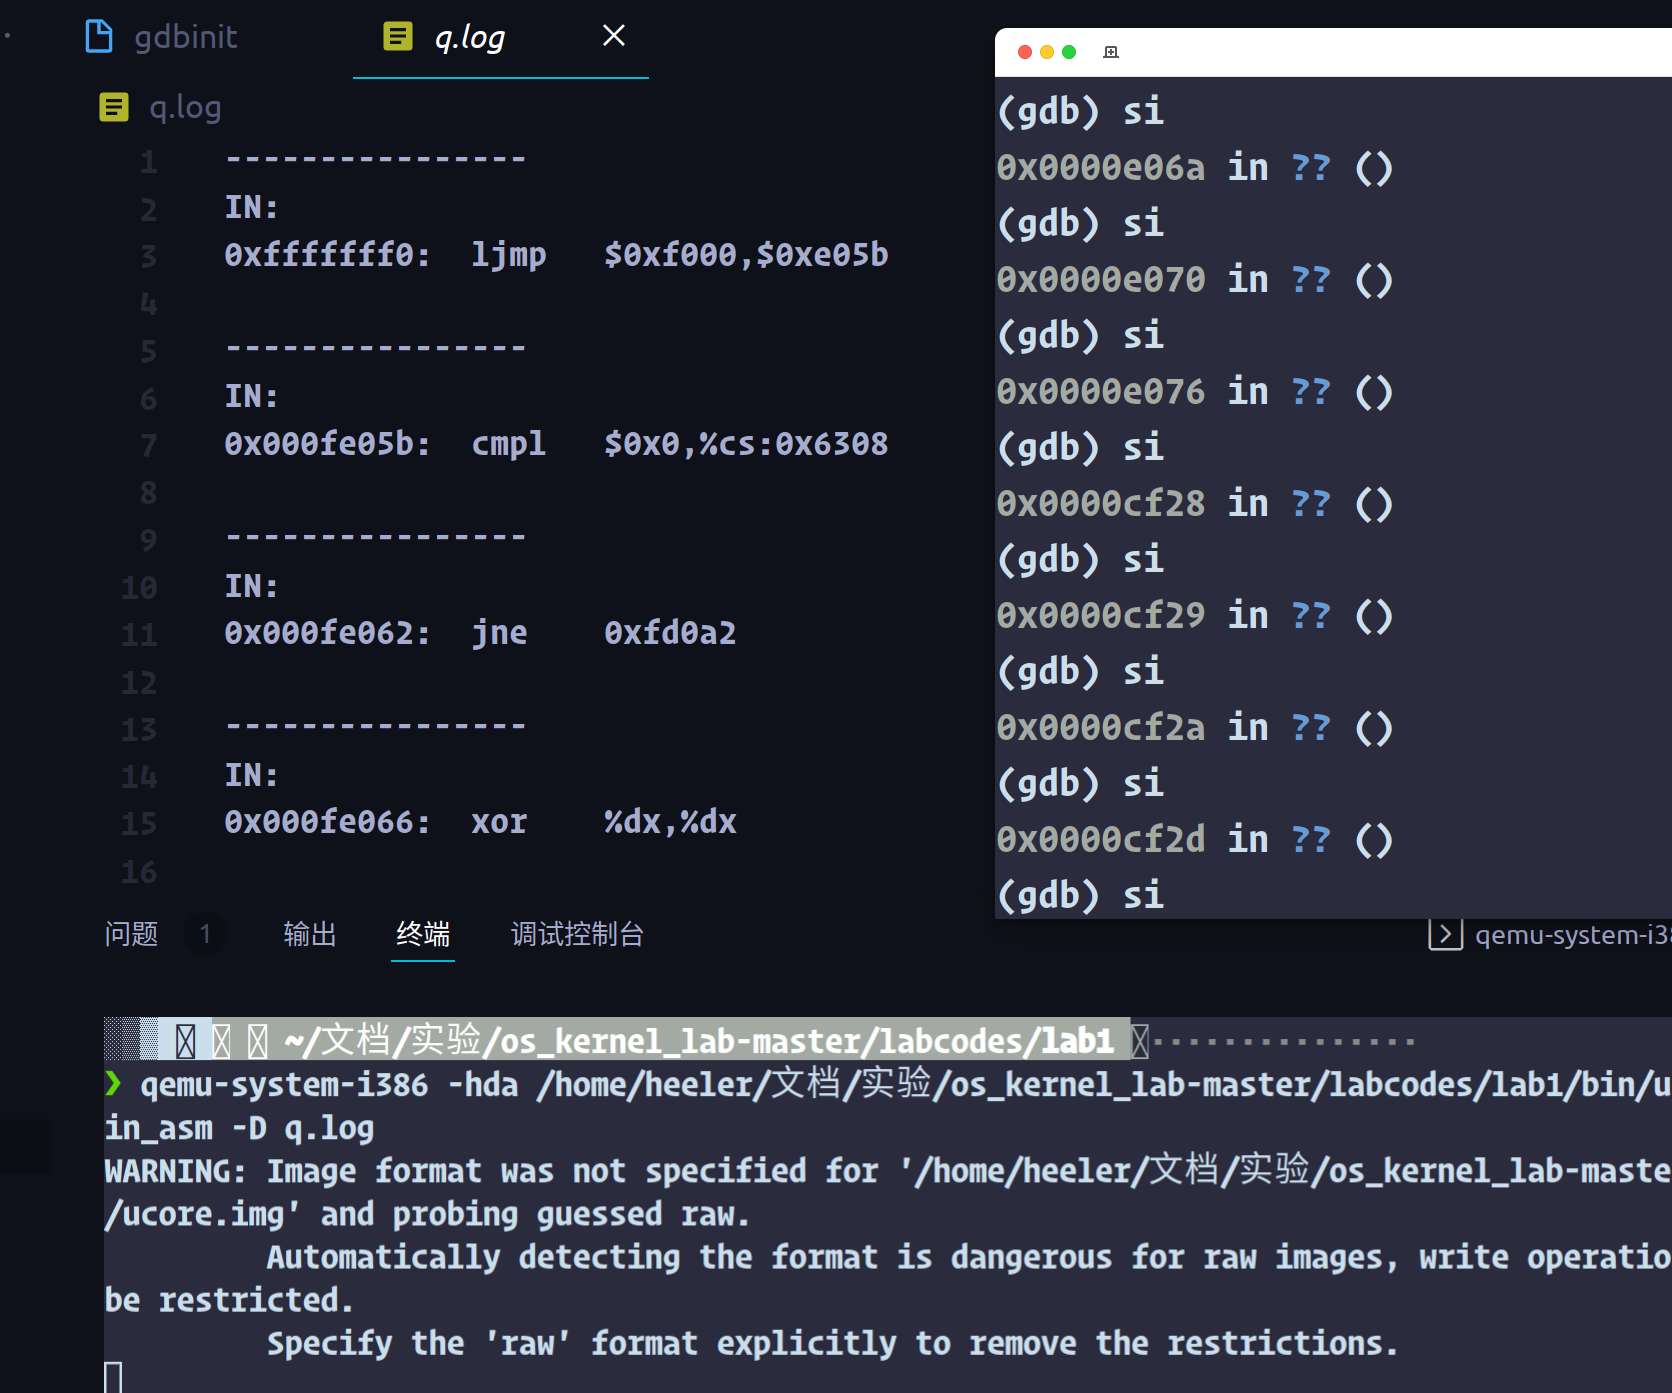 gdbinit
q.log
q.log
1 ----------------
2 IN:
3 0xfffffff0:  ljmp   $0xf000,$0xe05b
4
5 ----------------
6 IN:
7 0x000fe05b:  cmpl   $0x0,%cs:0x6308
8
9 ----------------
10 IN:
11 0x000fe062:  jne    0xfd0a2
12
13 ----------------
14 IN:
15 0x000fe066:  xor    %dx,%dx
16
(gdb) si
0x0000e06a in ?? ()
(gdb) si
0x0000e070 in ?? ()
(gdb) si
0x0000e076 in ?? ()
(gdb) si
0x0000cf28 in ?? ()
(gdb) si
0x0000cf29 in ?? ()
(gdb) si
0x0000cf2a in ?? ()
(gdb) si
0x0000cf2d in ?? ()
(gdb) si
问题 1 输出 终端 调试控制台
qemu-system-i38
~/文档/实验/os_kernel_lab-master/labcodes/lab1
❯ qemu-system-i386 -hda /home/heeler/文档/实验/os_kernel_lab-master/labcodes/lab1/bin/u
in_asm -D q.log
WARNING: Image format was not specified for '/home/heeler/文档/实验/os_kernel_lab-maste
/ucore.img' and probing guessed raw.
         Automatically detecting the format is dangerous for raw images, write operatio
be restricted.
         Specify the 'raw' format explicitly to remove the restrictions.